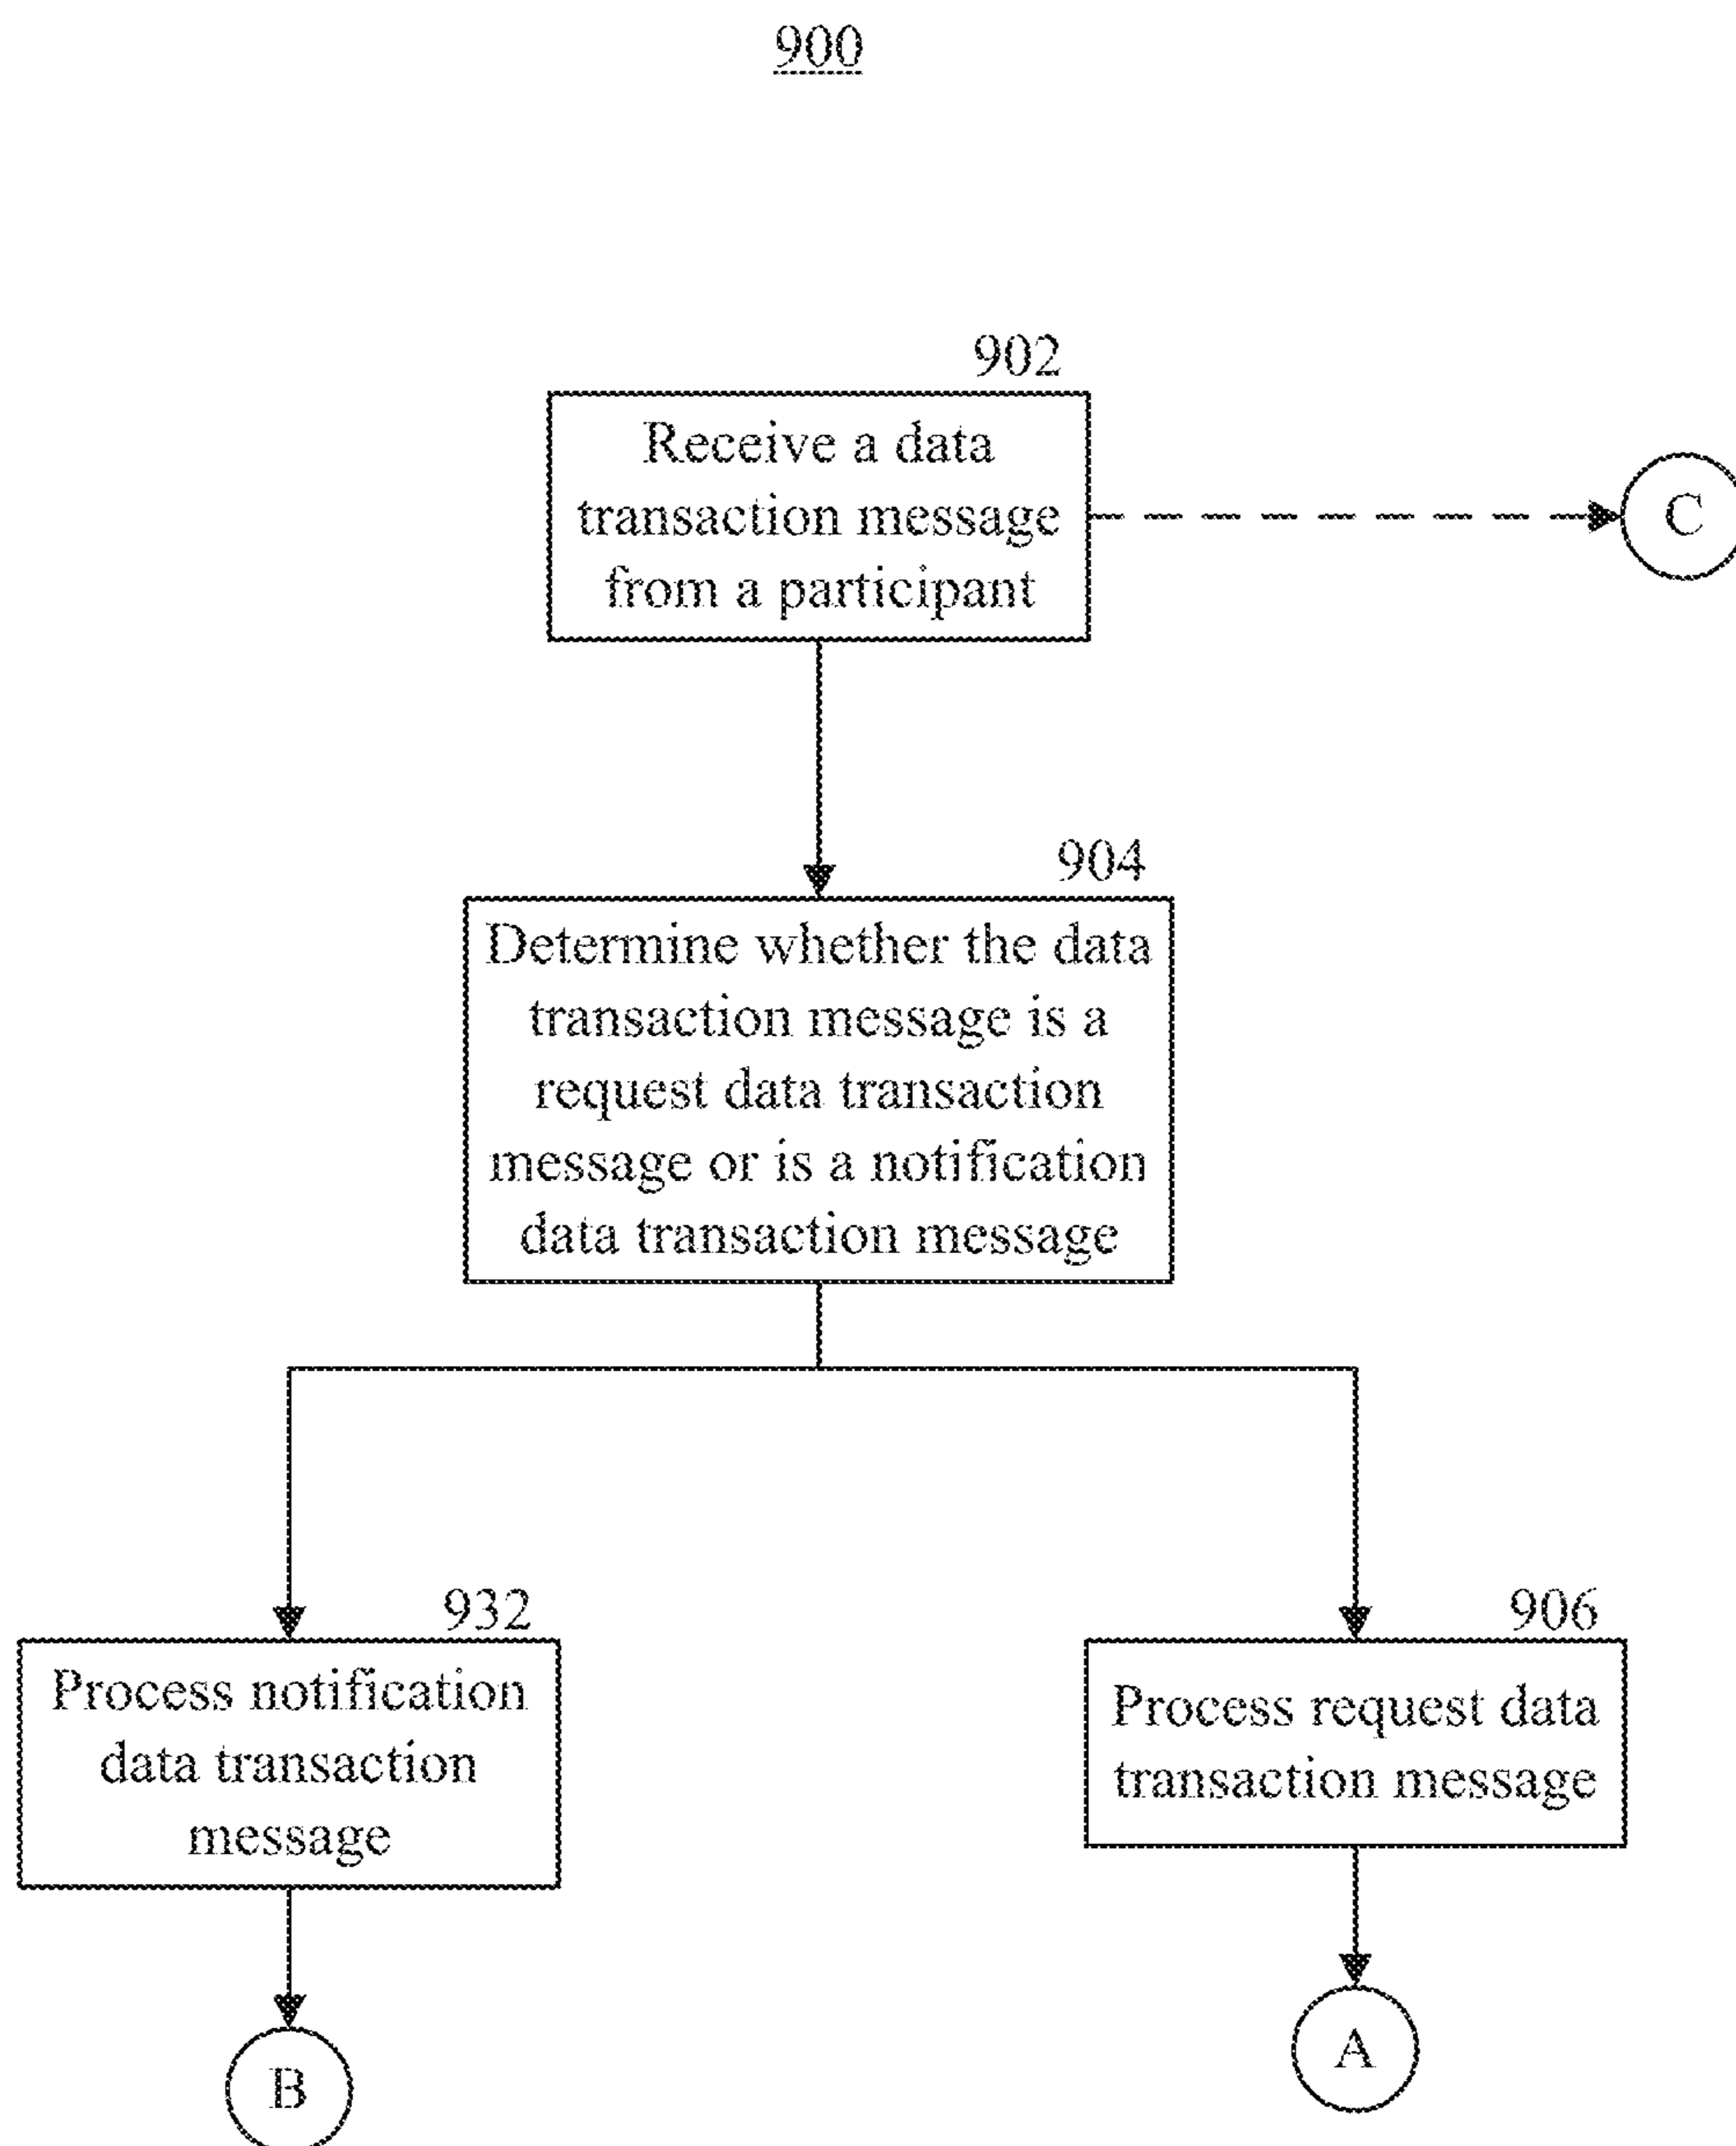 900
902
Receive a data
transaction message
from a participant
C
904
Determine whether the data
transaction message is a
request data transaction
message or is a notification
data transaction message
932
Process notification
data transaction
message
906
Process request data
transaction message
B
A